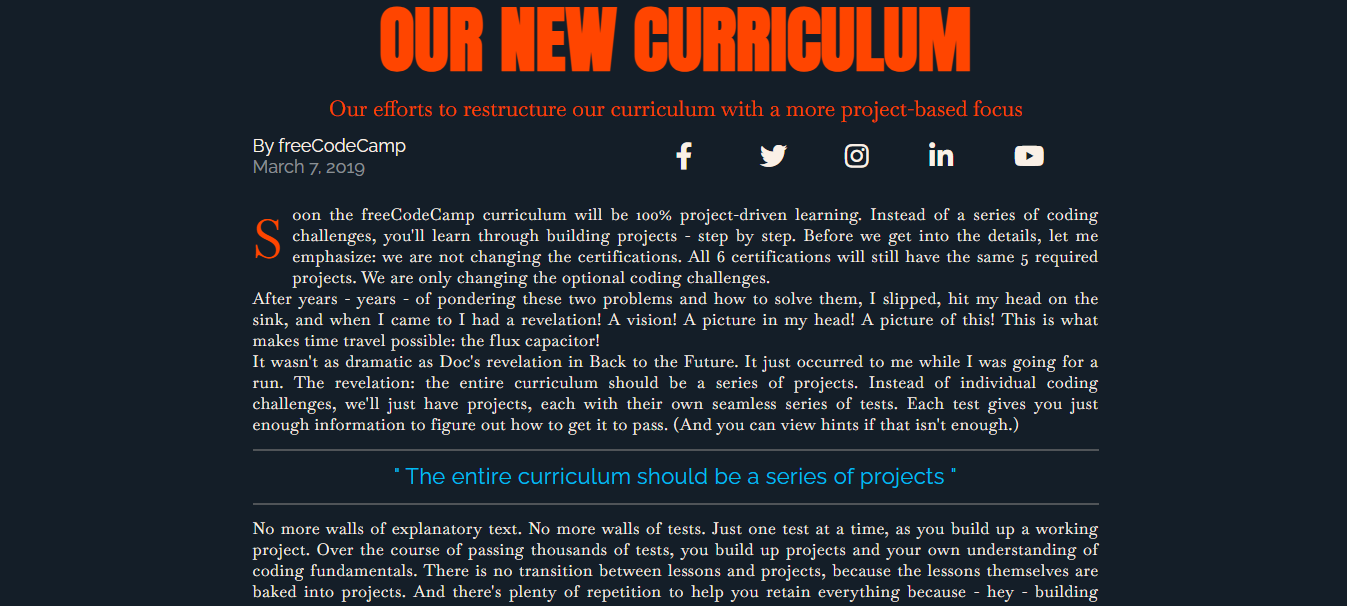 OUR NEW CURRICULUM
Our efforts to restructure our curriculum with a more project-based focus
By freeCodeCamp
March 7, 2019
Soon the freeCodeCamp curriculum will be 100% project-driven learning. Instead of a series of coding
challenges, you'll learn through building projects - step by step. Before we get into the details, let me
emphasize: we are not changing the certifications. All 6 certifications will still have the same 5 required
projects. We are only changing the optional coding challenges.
After years - years - of pondering these two problems and how to solve them, I slipped, hit my head on the
sink, and when I came to I had a revelation! A vision! A picture in my head! A picture of this! This is what
makes time travel possible: the flux capacitor!
It wasn't as dramatic as Doc's revelation in Back to the Future. It just occurred to me while I was going for a
run. The revelation: the entire curriculum should be a series of projects. Instead of individual coding
challenges, we'll just have projects, each with their own seamless series of tests. Each test gives you just
enough information to figure out how to get it to pass. (And you can view hints if that isn't enough.)
" The entire curriculum should be a series of projects "
No more walls of explanatory text. No more walls of tests. Just one test at a time, as you build up a working
project. Over the course of passing thousands of tests, you build up projects and your own understanding of
coding fundamentals. There is no transition between lessons and projects, because the lessons themselves are
baked into projects. And there's plenty of repetition to help you retain everything because - hey - building